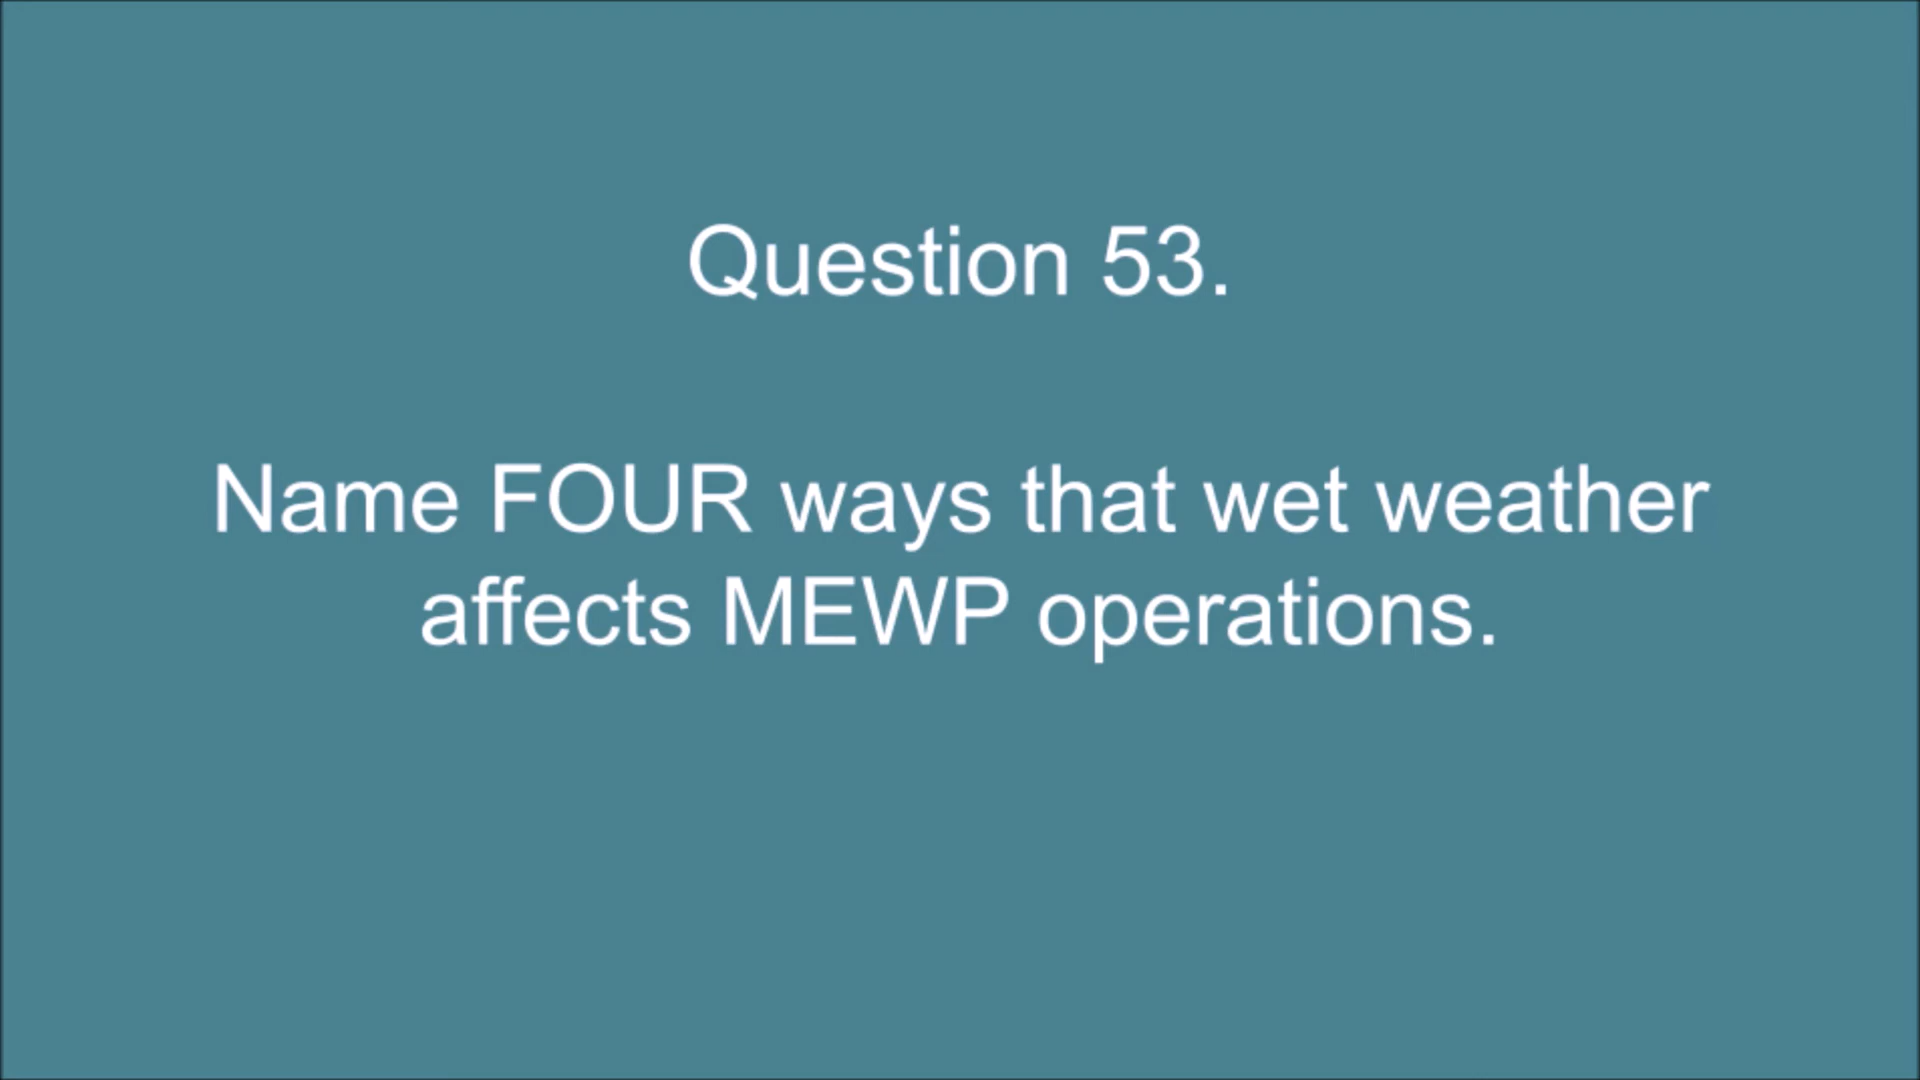 Question 53.
Name FOUR ways that wet weather
affects MEWP operations.